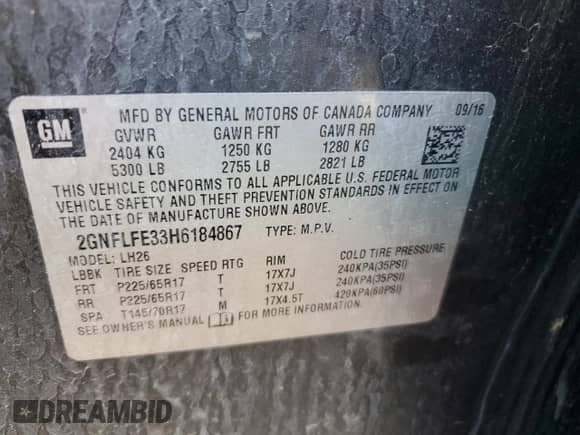 GM
MFD BY GENERAL MOTORS OF CANADA COMPANY 09/16
GVWR GAWR FRT GAWR RR
2404 KG 1250 KG 1280 KG
5300 LB 2755 LB 2821 LB
THIS VEHICLE CONFORMS TO ALL APPLICABLE U.S. FEDERAL MOTOR
VEHICLE SAFETY AND THEFT PREVENTION STANDARDS IN EFFECT ON
THE DATE OF MANUFACTURE SHOWN ABOVE.
2GNFLFE33H6184867 TYPE: M.P.V.
MODEL: LH26
LBBK TIRE SIZE SPEED RTG RIM COLD TIRE PRESSURE
FRT P225/65R17 T 17X7J 240KPA(35PSI)
RR P225/65R17 T 17X7J 240KPA(35PSI)
SPA T145/70R17 M 17X4.5T 420KPA(60PSI)
SEE OWNER'S MANUAL FOR MORE INFORMATION.
DREAMBID